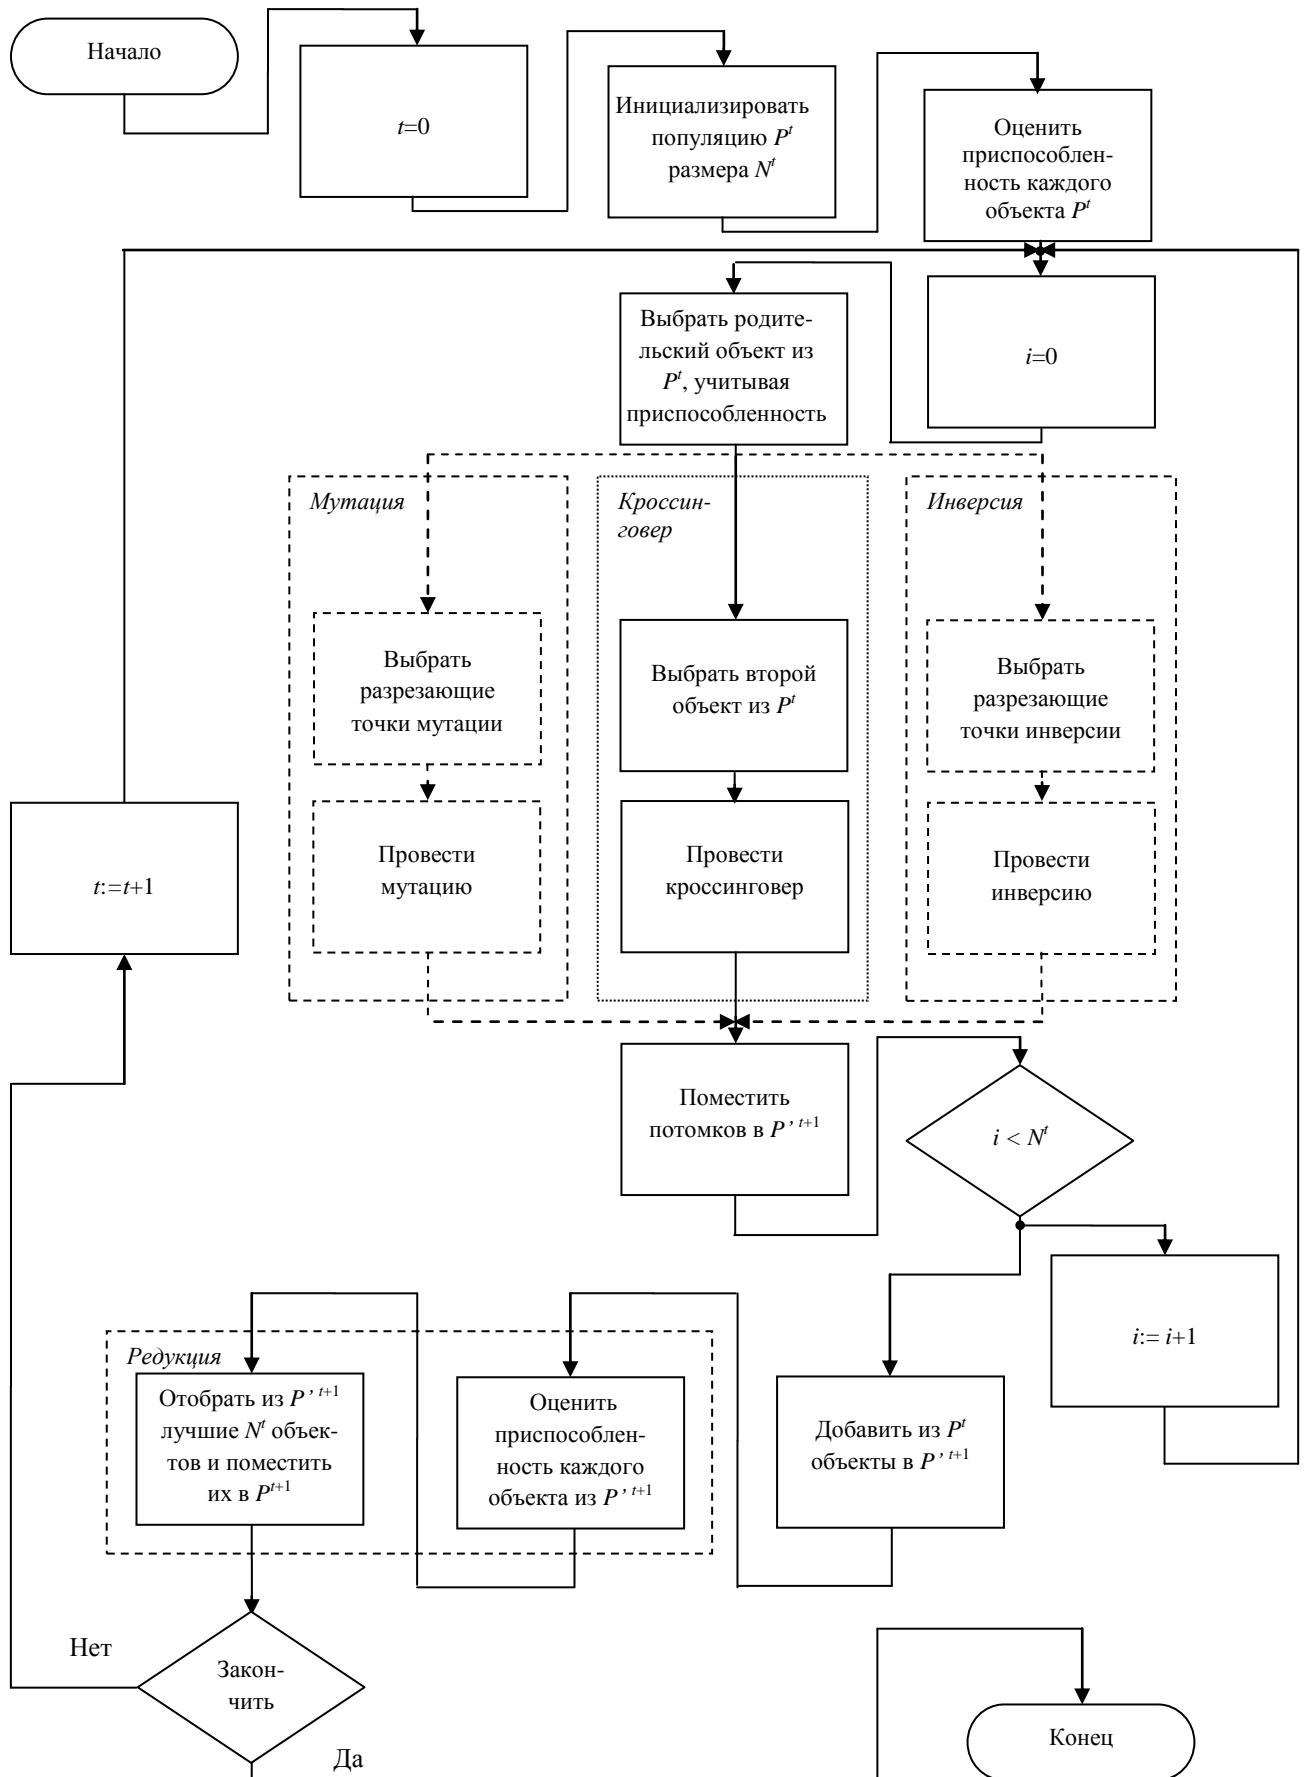 Начало
t=0
Инициализировать
популяцию P^t
размера N^t
Оценить
приспособлен-
ность каждого
объекта P^t
Выбрать родите-
льский объект из
P^t, учитывая
приспособленность
i=0
Мутация
Кроссин-
говер
Инверсия
Выбрать
разрезающие
точки мутации
Выбрать второй
объект из P^t
Выбрать
разрезающие
точки инверсии
t:=t+1
Провести
мутацию
Провести
кроссинговер
Провести
инверсию
Поместить
потомков в P’ ^t+1
i < N^t
i:= i+1
Редукция
Отобрать из P’ ^t+1
лучшие N^t объек-
тов и поместить
их в P^t+1
Оценить
приспособлен-
ность каждого
объекта из P’ ^t+1
Добавить из P^t
объекты в P’ ^t+1
Нет
Закон-
чить
Да
Конец